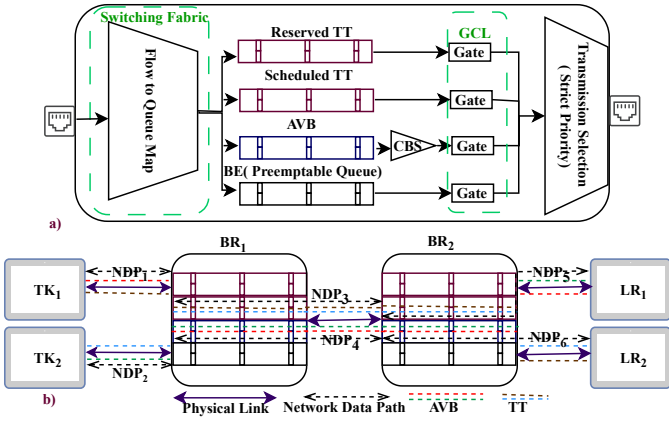 Switching Fabric
Flow to Queue Map
Reserved TT
Scheduled TT
AVB
BE( Preemptable Queue)
CBS
GCL
Gate
Gate
Gate
Gate
Transmission Selection
( Strict Priority)
a)
BR1
BR2
TK1
TK2
NDP1
NDP2
NDP3
NDP4
NDP5
NDP6
LR1
LR2
b)
Physical Link
Network Data Path
AVB
TT